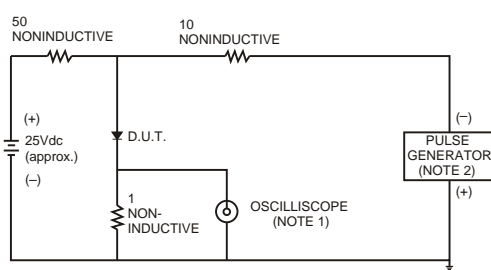 50
NONINDUCTIVE
10
NONINDUCTIVE
(+)
25Vdc
(approx.)
(–)
D.U.T.
1
NON-
INDUCTIVE
OSCILLISCOPE
(NOTE 1)
(–)
PULSE
GENERATOR
(NOTE 2)
(+)